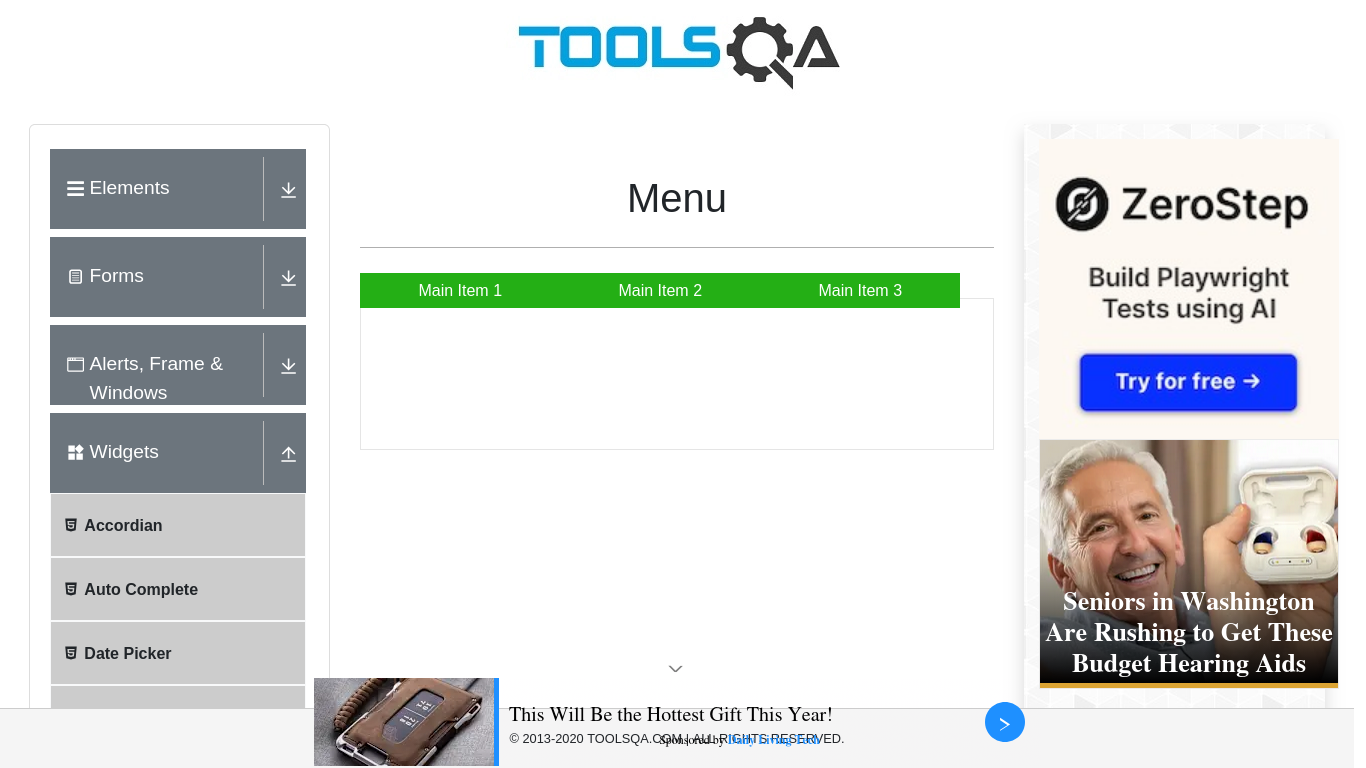 TOOLSQA
Elements
Forms
Alerts, Frame &
Windows
Widgets
Accordian
Auto Complete
Date Picker
Menu
Main Item 1
Main Item 2
Main Item 3
ZeroStep
Build Playwright
Tests using AI
Try for free →
Seniors in Washington
Are Rushing to Get These
Budget Hearing Aids
This Will Be the Hottest Gift This Year!
© 2013-2020 TOOLSQA.COM | ALL RIGHTS RESERVED.
Sponsored by